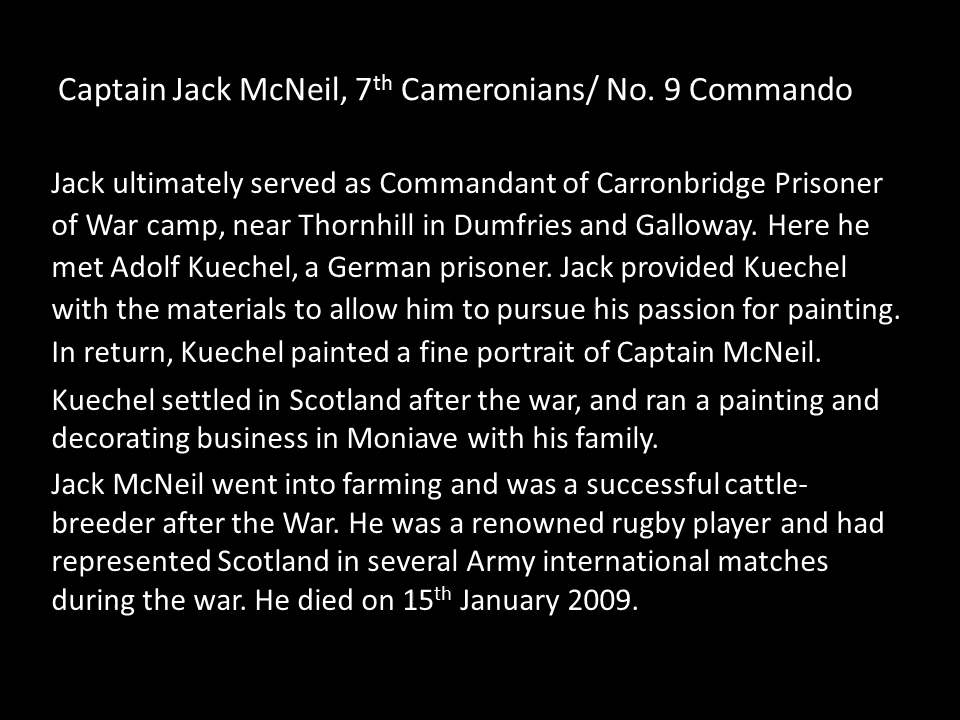 Captain Jack McNeil, 7th Cameronians/ No. 9 Commando
Jack ultimately served as Commandant of Carronbridge Prisoner
of War camp, near Thornhill in Dumfries and Galloway. Here he
met Adolf Kuechel, a German prisoner. Jack provided Kuechel
with the materials to allow him to pursue his passion for painting.
In return, Kuechel painted a fine portrait of Captain McNeil.
Kuechel settled in Scotland after the war, and ran a painting and
decorating business in Moniave with his family.
Jack McNeil went into farming and was a successful cattle-
breeder after the War. He was a renowned rugby player and had
represented Scotland in several Army international matches
during the war. He died on 15th January 2009.